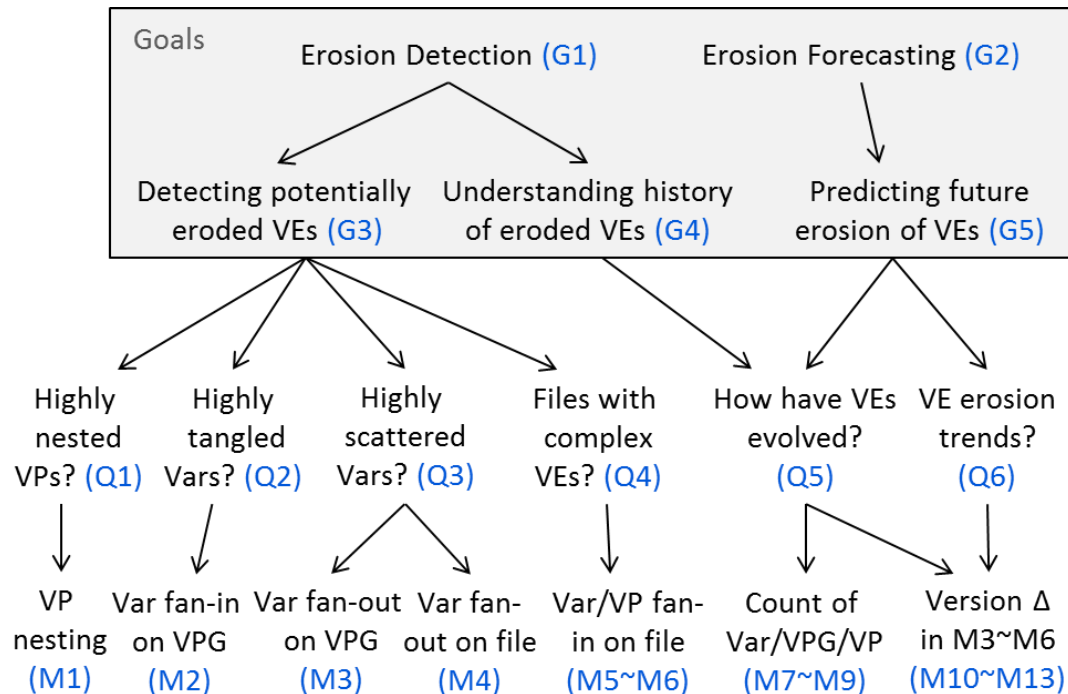 Goals
Erosion Detection (G1)
Erosion Forecasting (G2)
Detecting potentially
eroded VEs (G3)
Understanding history
of eroded VEs (G4)
Predicting future
erosion of VEs (G5)
Highly
nested
VPs? (Q1)
Highly
tangled
Vars? (Q2)
Highly
scattered
Vars? (Q3)
Files with
complex
VEs? (Q4)
How have VEs
evolved?
(Q5)
VE erosion
trends?
(Q6)
VP
nesting
(M1)
Var fan-in
on VPG
(M2)
Var fan-out
on VPG
(M3)
Var fan-
out on file
(M4)
Var/VP fan-
in on file
(M5~M6)
Count of
Var/VPG/VP
(M7~M9)
Version Δ
in M3~M6
(M10~M13)